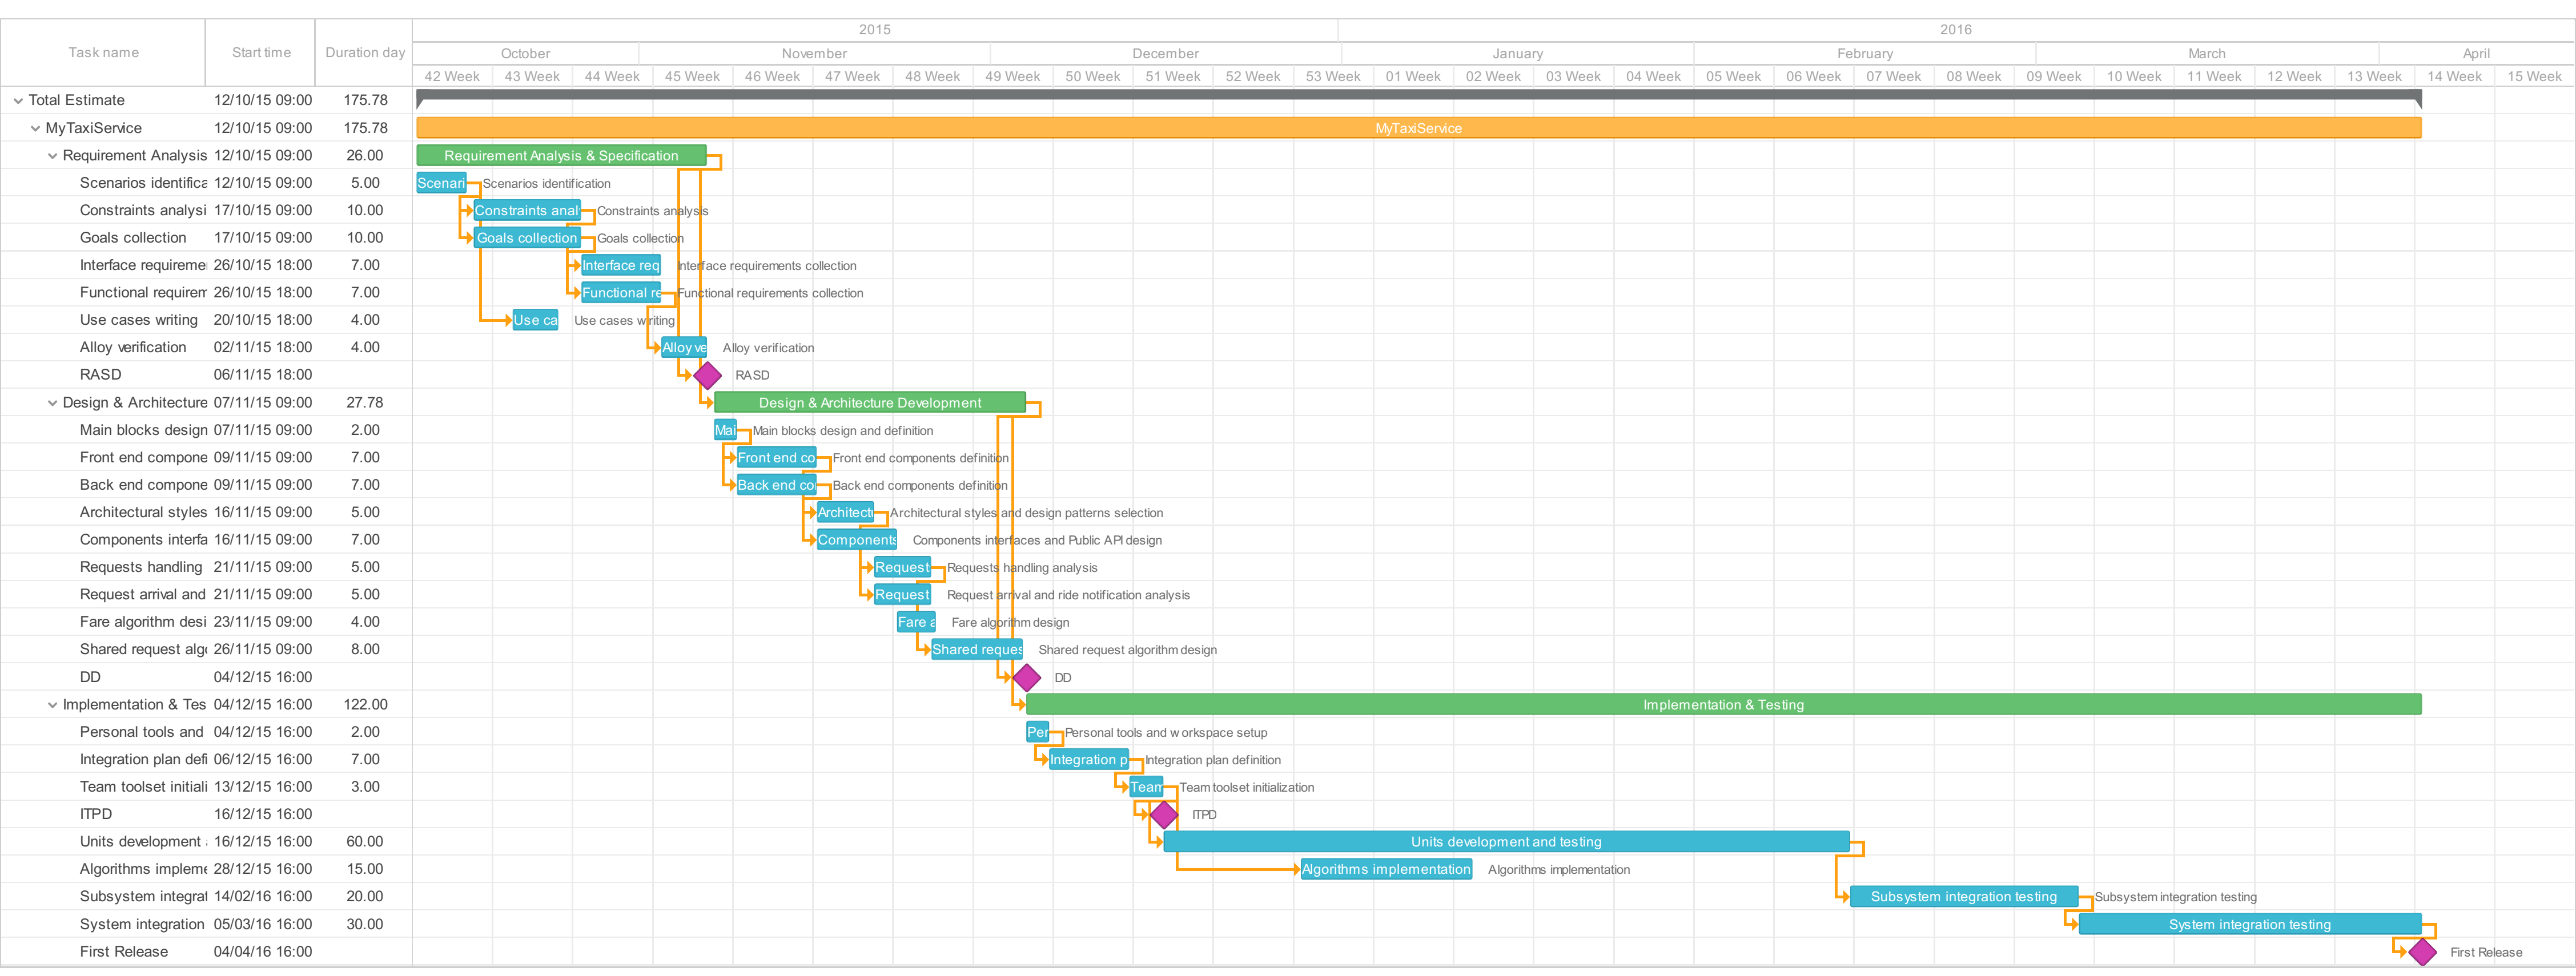 2015 2016
Task name Start time Duration day October November December January February March April
42 Week 43 Week 44 Week 45 Week 46 Week 47 Week 48 Week 49 Week 50 Week 51 Week 52 Week 53 Week 01 Week 02 Week 03 Week 04 Week 05 Week 06 Week 07 Week 08 Week 09 Week 10 Week 11 Week 12 Week 13 Week 14 Week 15 Week
Total Estimate 12/10/15 09:00 175.78
MyTaxiService 12/10/15 09:00 175.78 MyTaxiService
Requirement Analysis 12/10/15 09:00 26.00 Requirement Analysis & Specification
Scenarios identifica 12/10/15 09:00 5.00 Scenari Scenarios identification
Constraints analysi 17/10/15 09:00 10.00 Constraints anal Constraints analysis
Goals collection 17/10/15 09:00 10.00 Goals collection Goals collection
Interface requireme 26/10/15 18:00 7.00 Interface req Interface requirements collection
Functional requirem 26/10/15 18:00 7.00 Functional re Functional requirements collection
Use cases writing 20/10/15 18:00 4.00 Use ca Use cases writing
Alloy verification 02/11/15 18:00 4.00 Alloy ve Alloy verification
RASD 06/11/15 18:00 RASD
Design & Architecture 07/11/15 09:00 27.78 Design & Architecture Development
Main blocks design 07/11/15 09:00 2.00 Mai Main blocks design and definition
Front end compone 09/11/15 09:00 7.00 Front end co Front end components definition
Back end compone 09/11/15 09:00 7.00 Back end co Back end components definition
Architectural styles 16/11/15 09:00 5.00 Architect Architectural styles and design patterns selection
Components interfa 16/11/15 09:00 7.00 Components Components interfaces and Public API design
Requests handling 21/11/15 09:00 5.00 Request Requests handling analysis
Request arrival and 21/11/15 09:00 5.00 Request Request arrival and ride notification analysis
Fare algorithm desi 23/11/15 09:00 4.00 Fare a Fare algorithm design
Shared request algo 26/11/15 09:00 8.00 Shared reques Shared request algorithm design
DD 04/12/15 16:00 DD
Implementation & Tes 04/12/15 16:00 122.00 Implementation & Testing
Personal tools and 04/12/15 16:00 2.00 Per Personal tools and workspace setup
Integration plan defi 06/12/15 16:00 7.00 Integration p Integration plan definition
Team toolset initiali 13/12/15 16:00 3.00 Team Team toolset initialization
ITPD 16/12/15 16:00 ITPD
Units development 16/12/15 16:00 60.00 Units development and testing
Algorithms impleme 28/12/15 16:00 15.00 Algorithms implementation Algorithms implementation
Subsystem integrat 14/02/16 16:00 20.00 Subsystem integration testing Subsystem integration testing
System integration 05/03/16 16:00 30.00 System integration testing
First Release 04/04/16 16:00 First Release